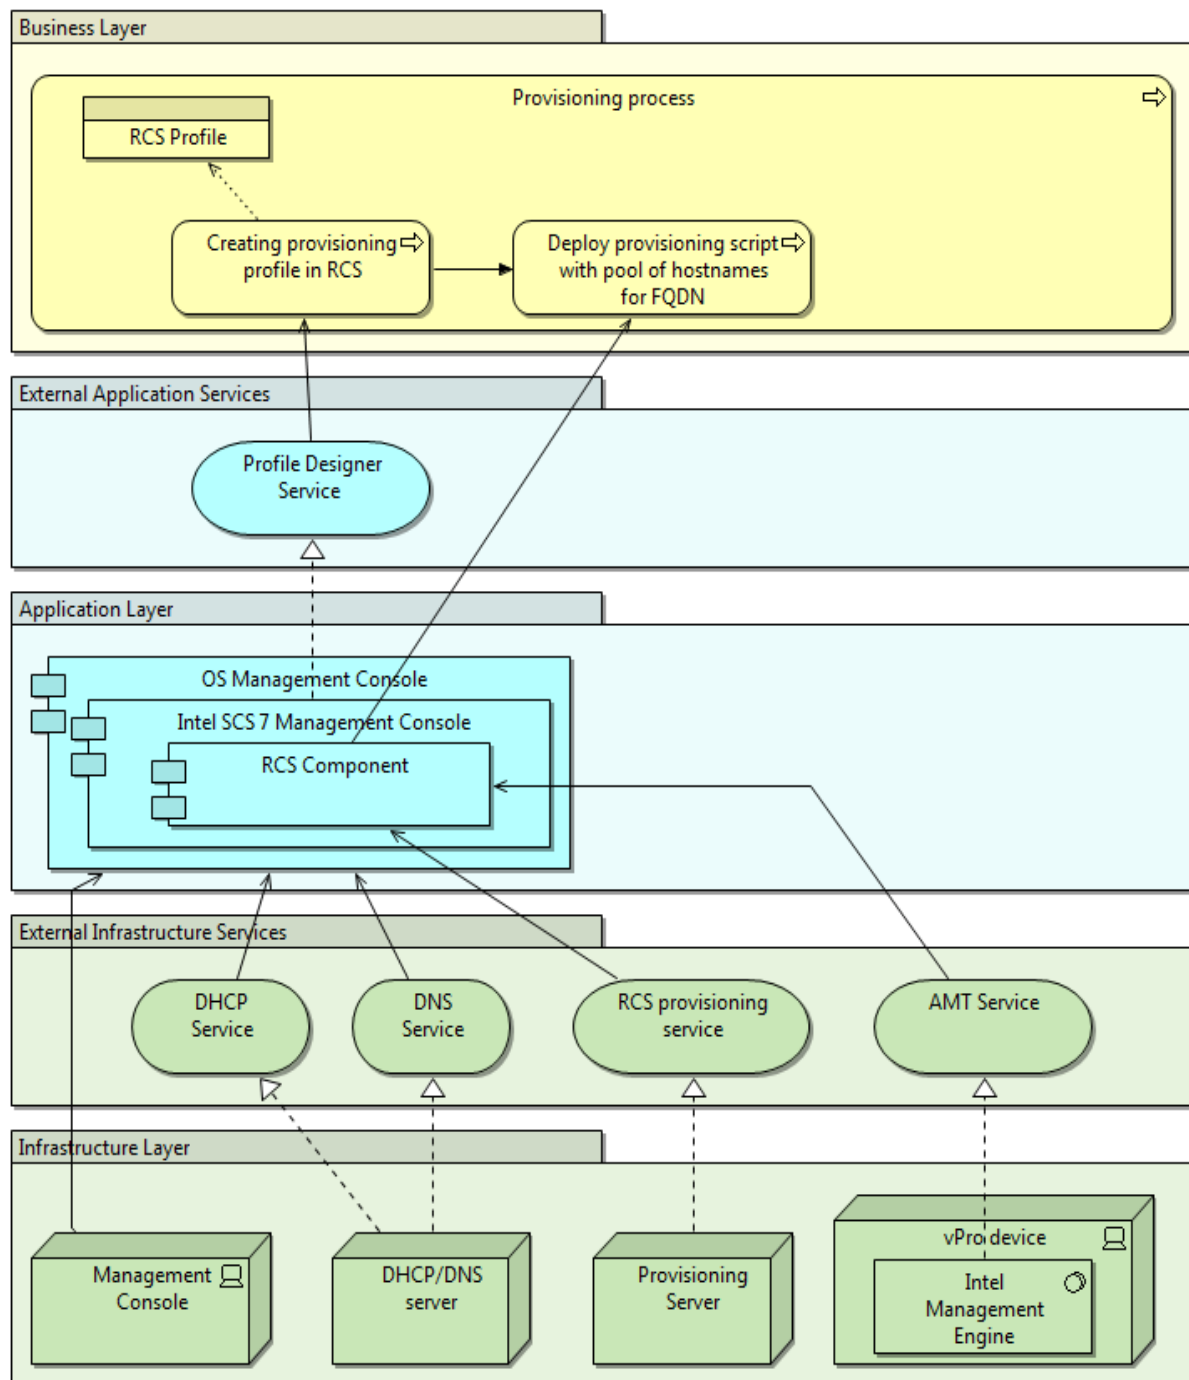 Business Layer
Provisioning process
RCS Profile
Creating provisioning
profile in RCS
Deploy provisioning script
with pool of hostnames
for FQDN
External Application Services
Profile Designer
Service
Application Layer
OS Management Console
Intel SCS 7 Management Console
RCS Component
External Infrastructure Services
DHCP
Service
DNS
Service
RCS provisioning
service
AMT Service
Infrastructure Layer
Management
Console
DHCP/DNS
server
Provisioning
Server
vPro device
Intel
Management
Engine